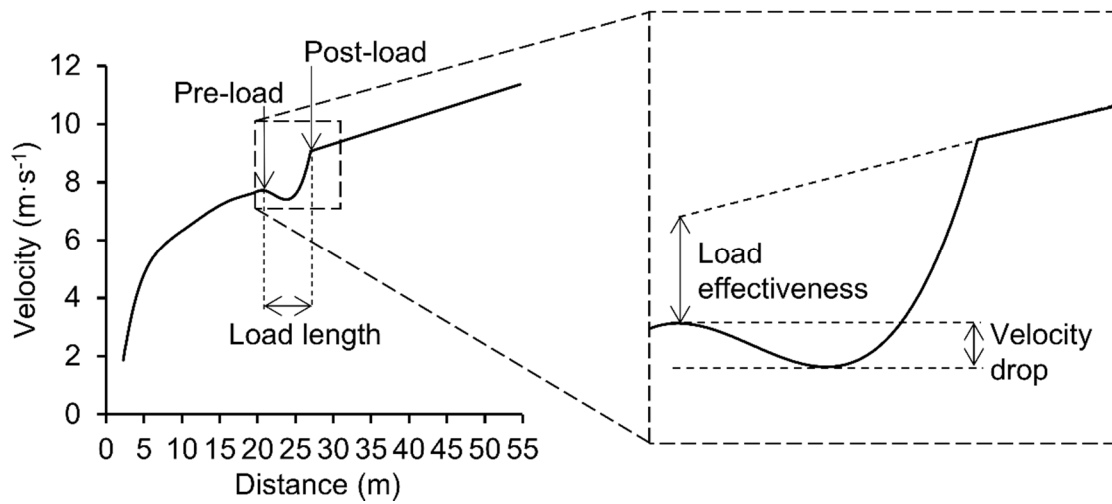 Post-load
Pre-load
12
10
8
6
4
2
0
Velocity (m·s⁻¹)
Load length
0 5 10 15 20 25 30 35 40 45 50 55
Distance (m)
Load
effectiveness
Velocity
drop